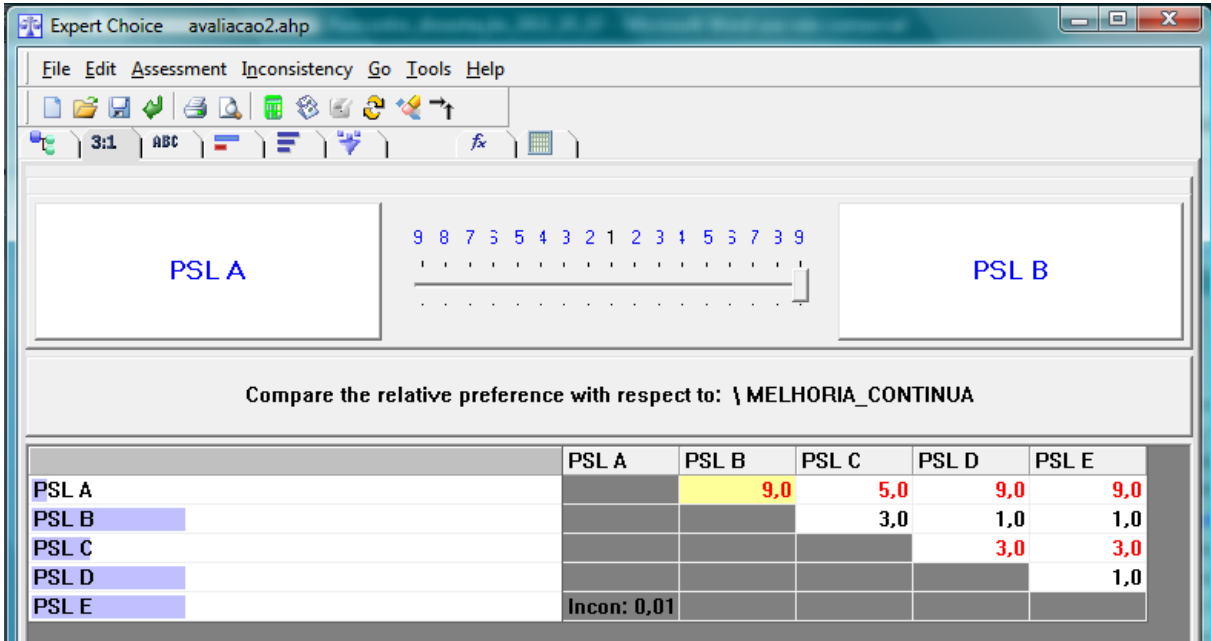 Expert Choice avaliacao2.ahp
File Edit Assessment Inconsistency Go Tools Help
3:1 ABC fx
9 8 7 6 5 4 3 2 1 2 3 4 5 6 7 8 9
PSL A
PSL B
Compare the relative preference with respect to: \ MELHORIA_CONTINUA
PSL A PSL B PSL C PSL D PSL E
PSL A 9,0 5,0 9,0 9,0
PSL B 3,0 1,0 1,0
PSL C 3,0 3,0
PSL D 1,0
PSL E Incon: 0,01